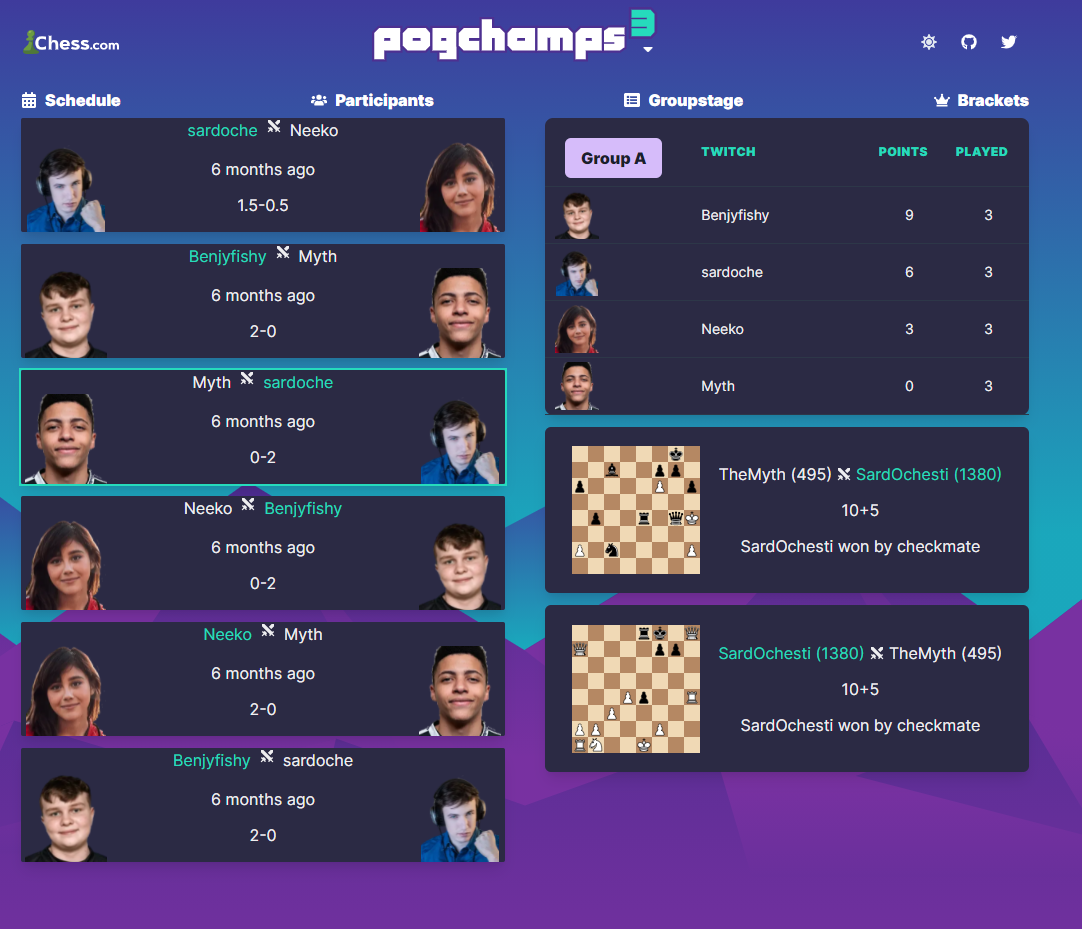 Chess.com
pogchamps 3
Schedule
Participants
Groupstage
Brackets
sardoche Neeko
6 months ago
1.5-0.5
Benjyfishy Myth
6 months ago
2-0
Myth sardoche
6 months ago
0-2
Neeko Benjyfishy
6 months ago
0-2
Neeko Myth
6 months ago
2-0
Benjyfishy sardoche
6 months ago
2-0
Group A TWITCH POINTS PLAYED
Benjyfishy 9 3
sardoche 6 3
Neeko 3 3
Myth 0 3
TheMyth (495) SardOchesti (1380)
10+5
SardOchesti won by checkmate
SardOchesti (1380) TheMyth (495)
10+5
SardOchesti won by checkmate